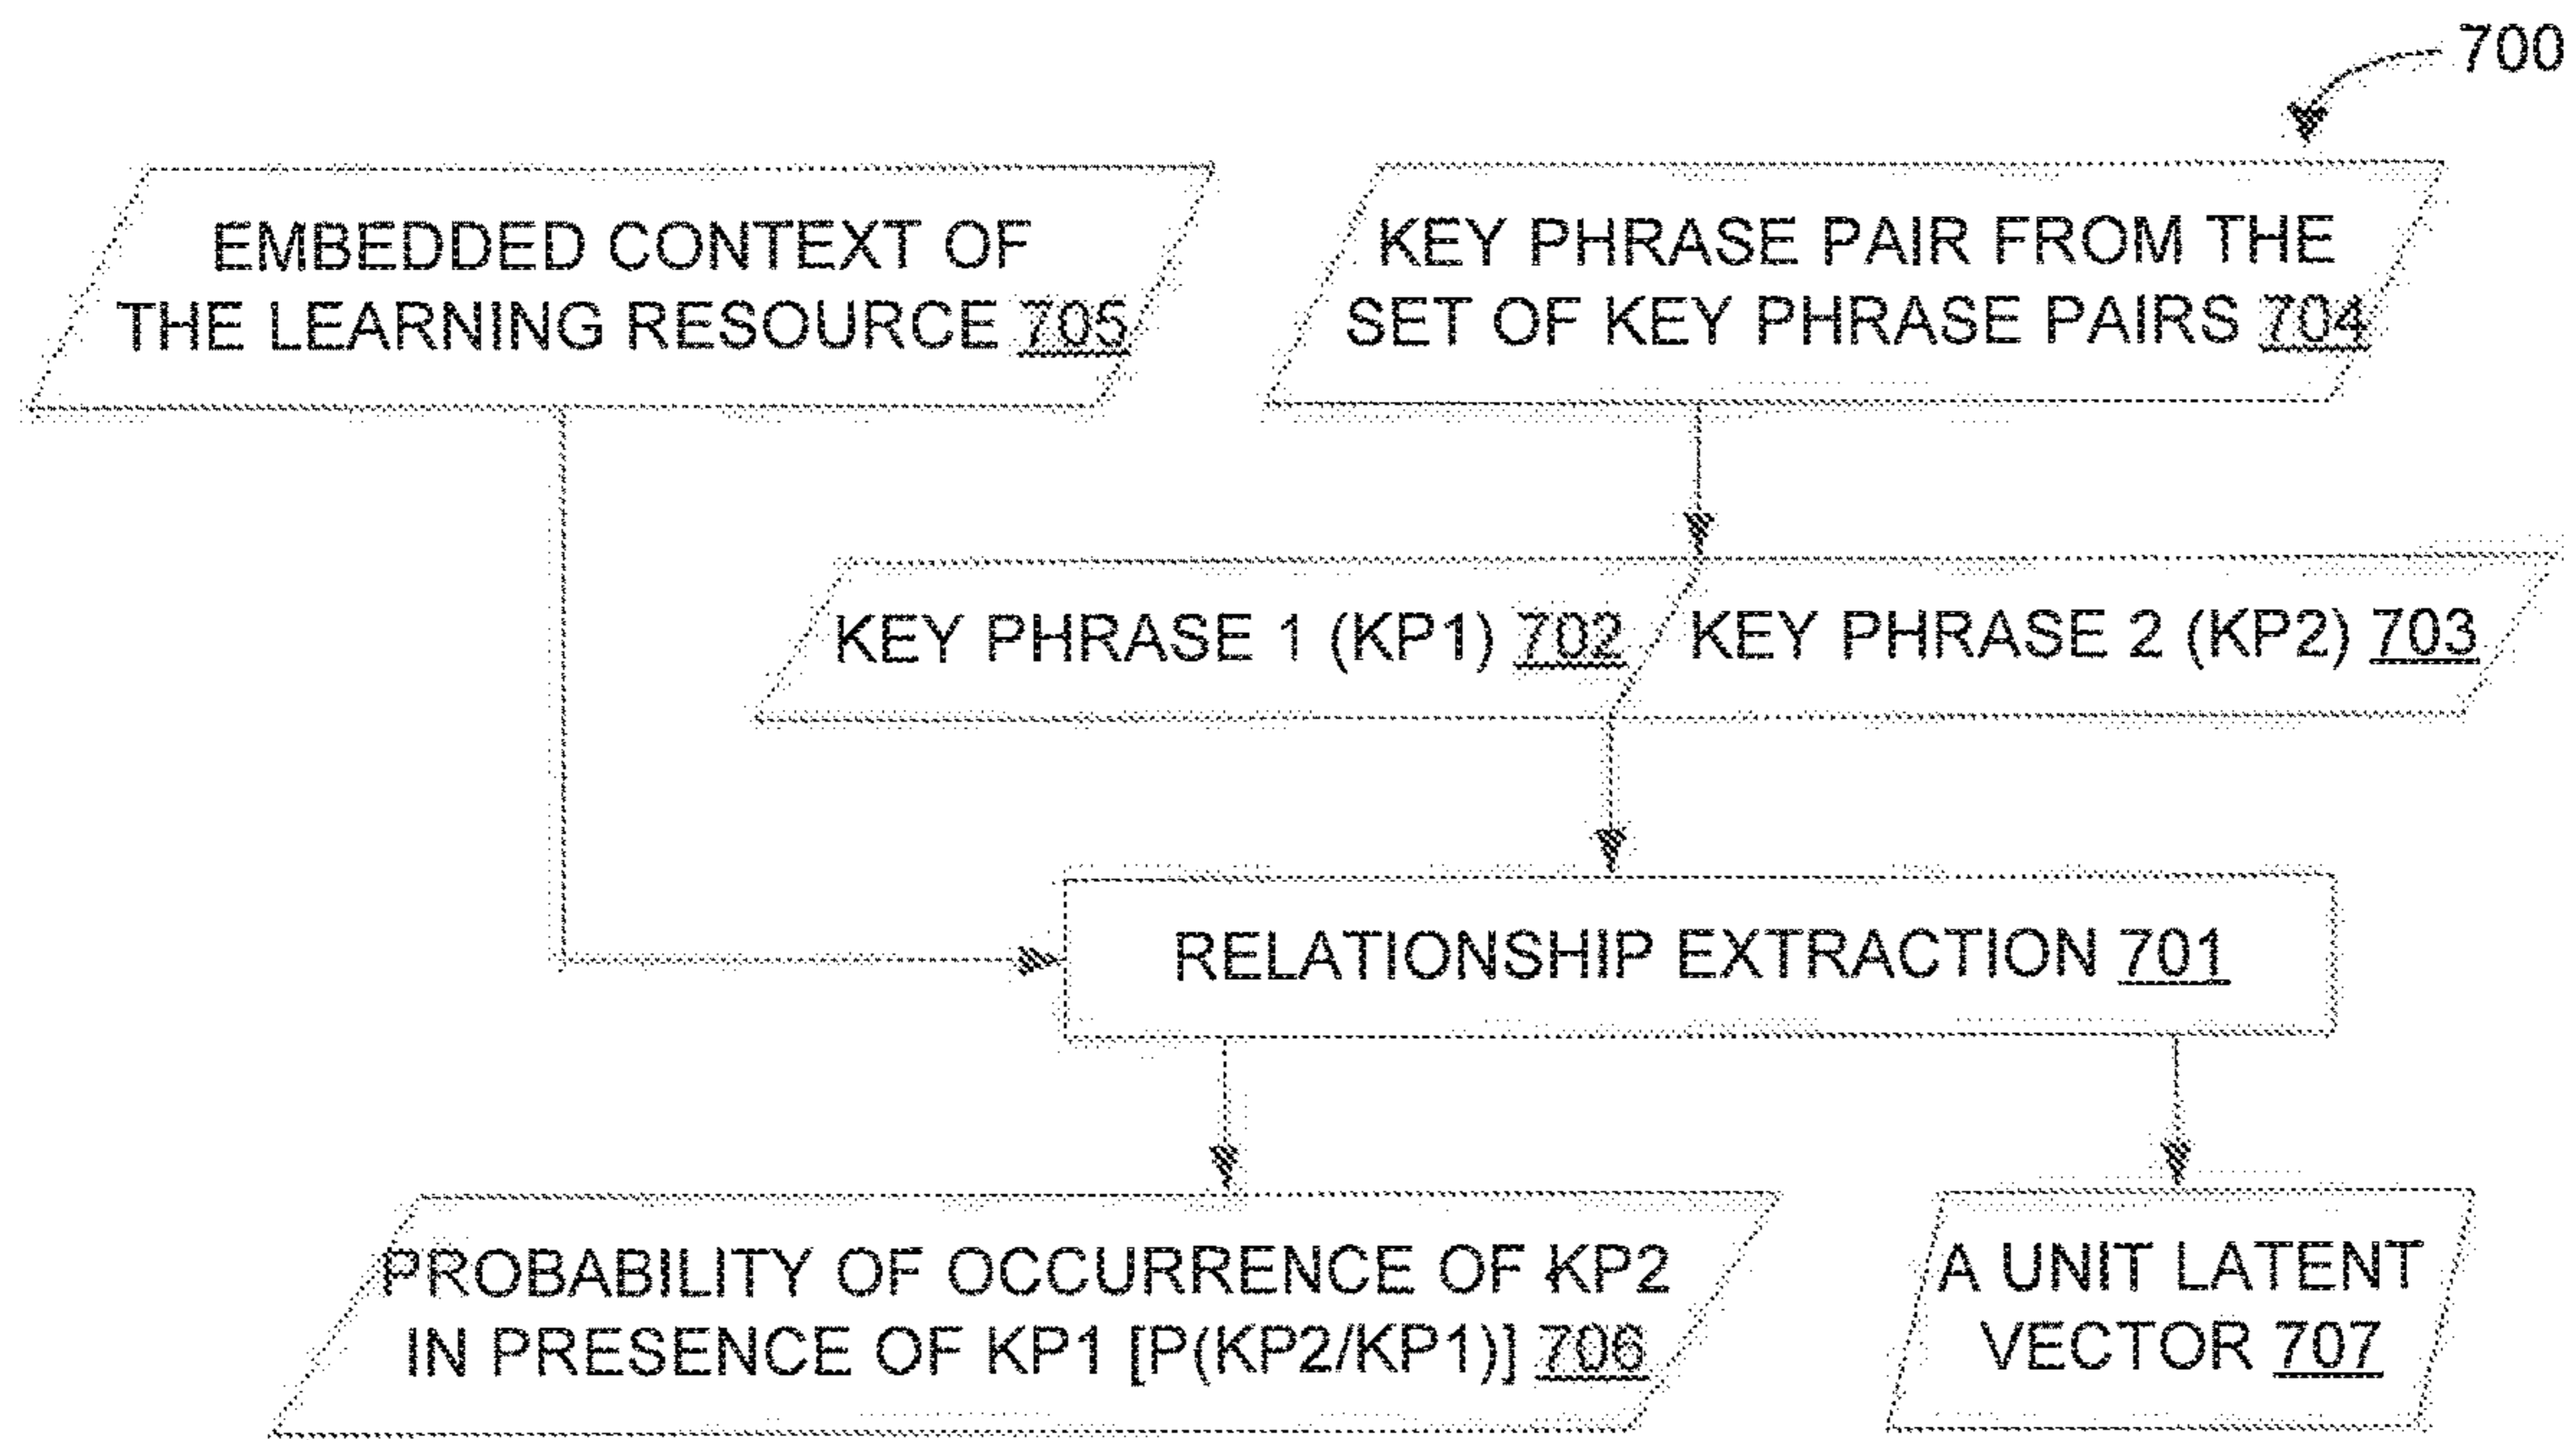 700
EMBEDDED CONTEXT OF
THE LEARNING RESOURCE 705
KEY PHRASE PAIR FROM THE
SET OF KEY PHRASE PAIRS 704
KEY PHRASE 1 (KP1) 702
KEY PHRASE 2 (KP2) 703
RELATIONSHIP EXTRACTION 701
PROBABILITY OF OCCURRENCE OF KP2
IN PRESENCE OF KP1 [P(KP2/KP1)] 706
A UNIT LATENT
VECTOR 707